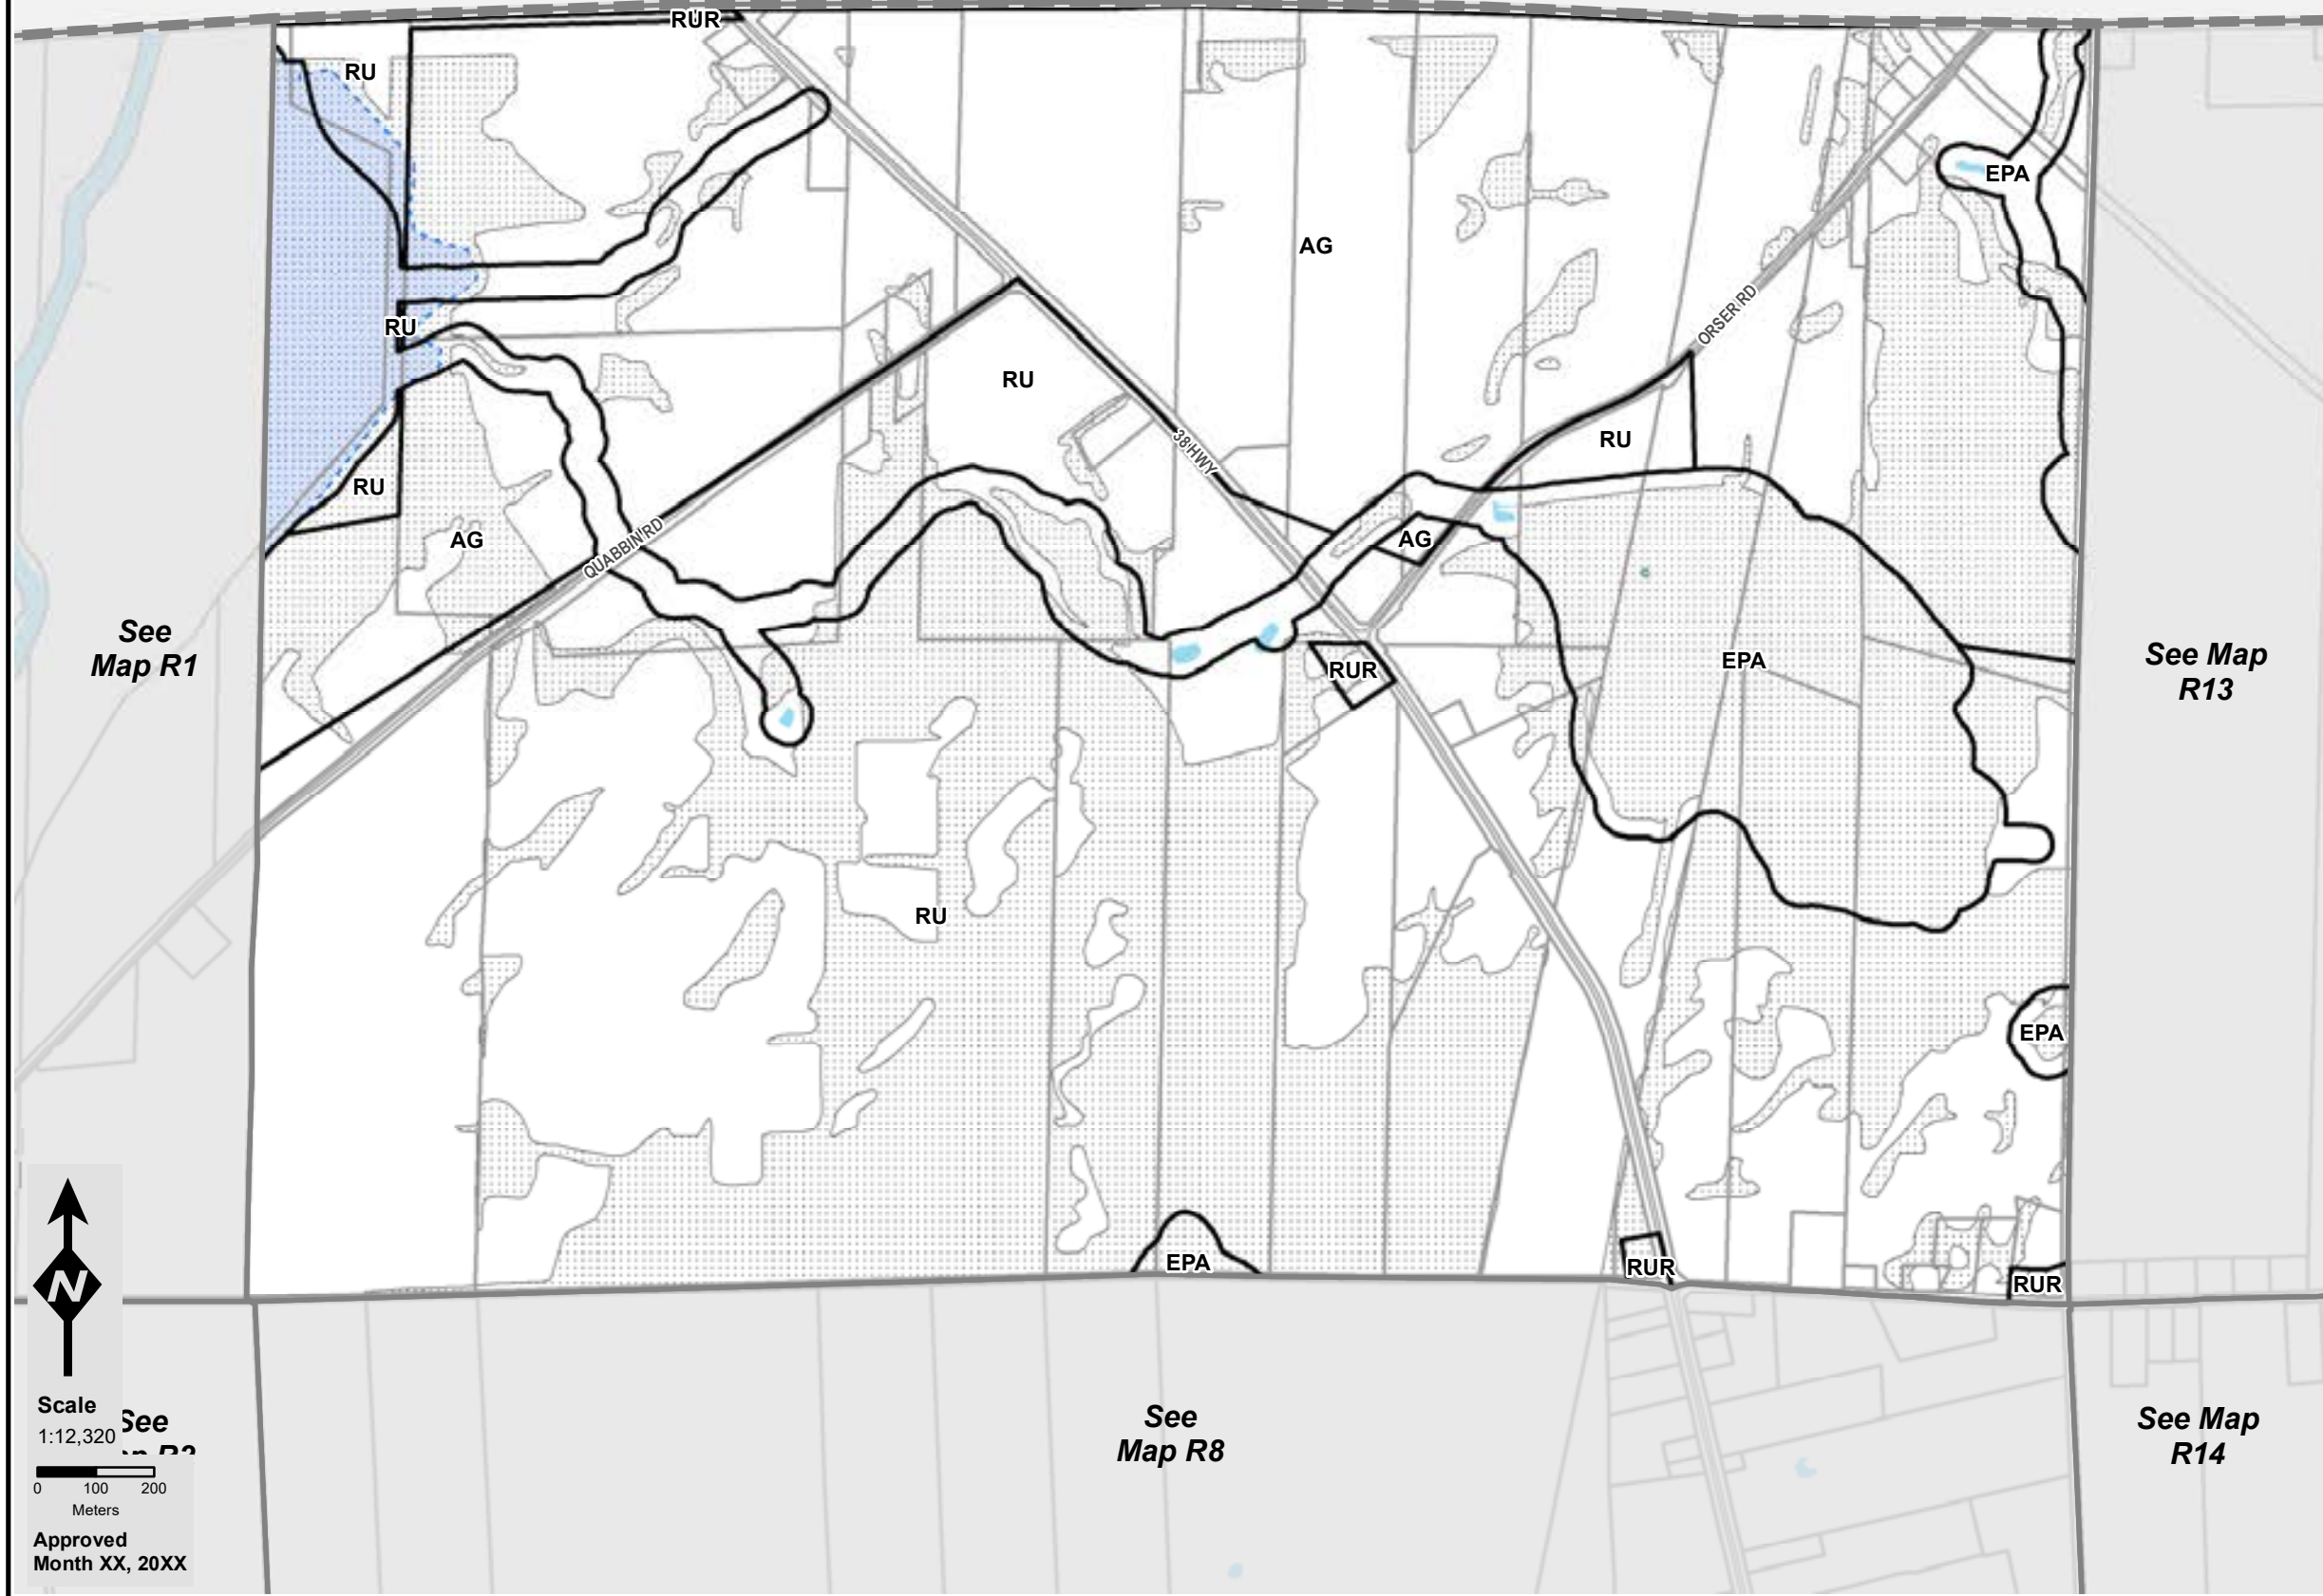 RUR
RU
EPA
AG
ORSER RD
RU
RU
38 HWY
RU
RU
AG
AG
QUABBIN RD
See
Map R1
EPA
See Map
R13
RUR
RU
EPA
EPA
RUR
RUR
N
Scale
1:12,320
See
0 100 200
Meters
Approved
Month XX, 20XX
See
Map R8
See Map
R14